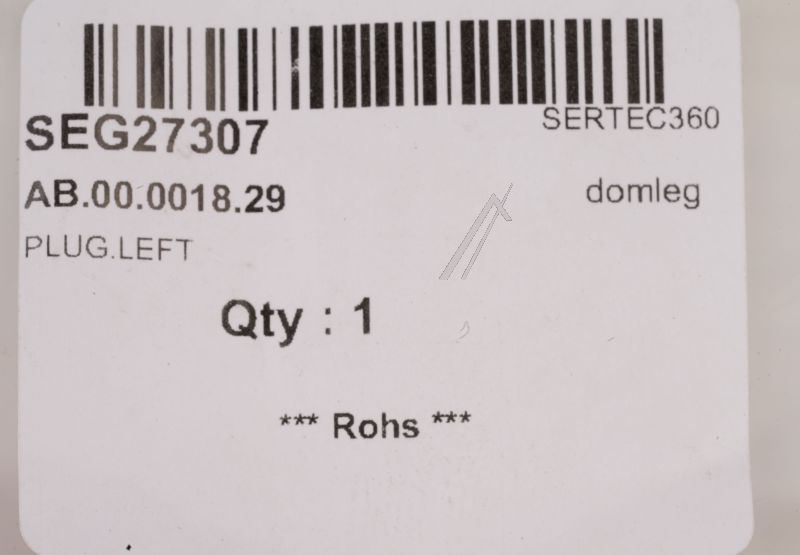 SEG27307
SERTEC360
AB.00.0018.29
domleg
PLUG.LEFT
Qty : 1
*** Rohs ***